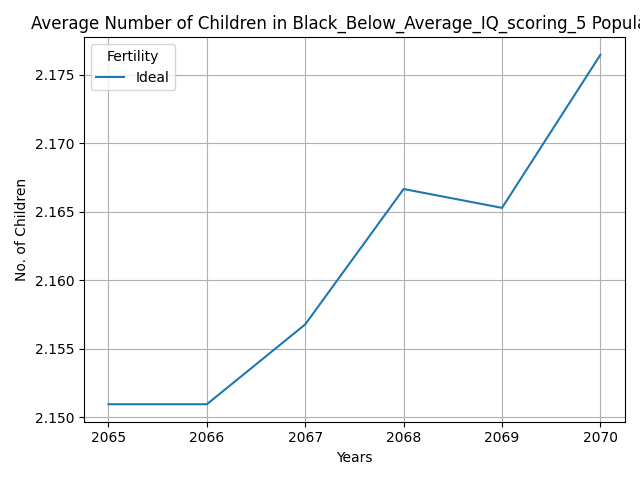 Average Number of Children in Black_Below_Average_IQ_scoring_5 Popula
Fertility
Ideal
No. of Children
2.175
2.170
2.165
2.160
2.155
2.150
2065 2066 2067 2068 2069 2070
Years